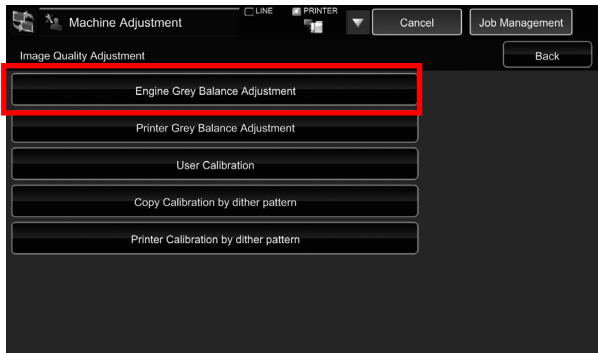 Machine Adjustment
LINE
PRINTER
Cancel
Job Management
Image Quality Adjustment
Back
Engine Grey Balance Adjustment
Printer Grey Balance Adjustment
User Calibration
Copy Calibration by dither pattern
Printer Calibration by dither pattern